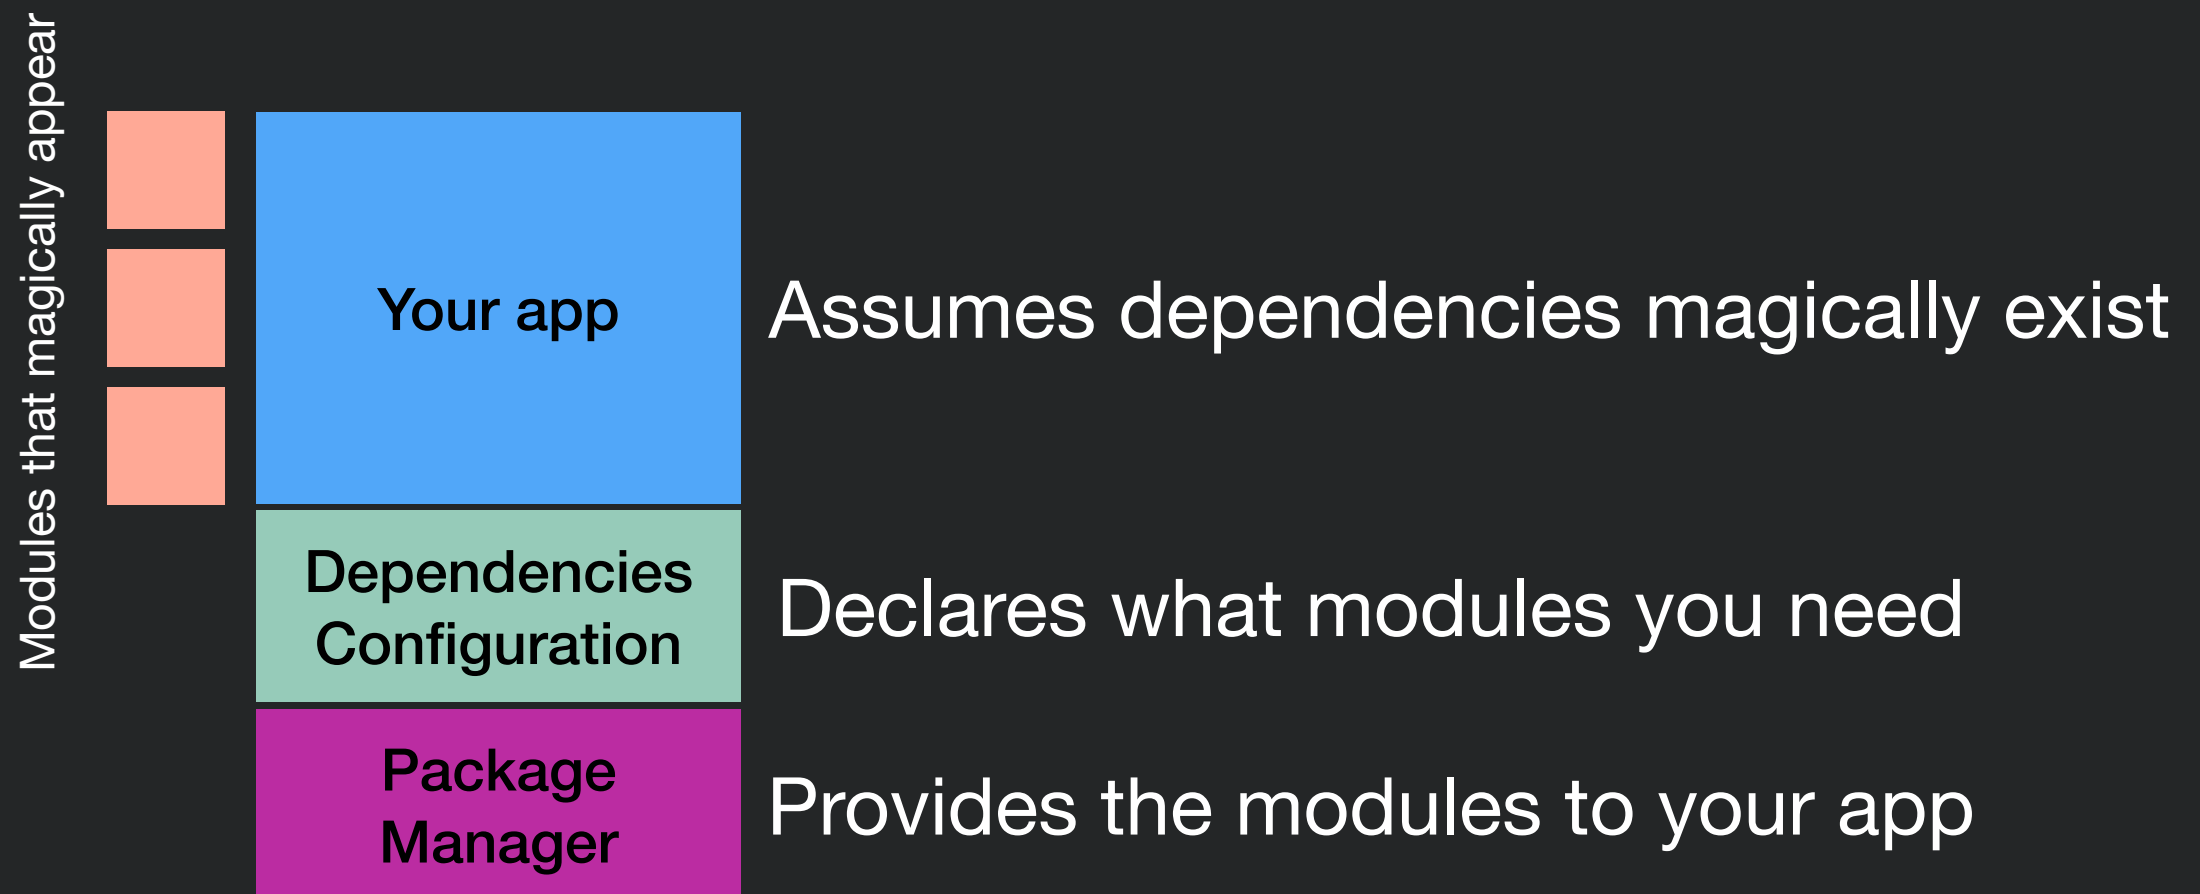 Modules that magically appear
Your app
Assumes dependencies magically exist
Dependencies
Configuration
Declares what modules you need
Package
Manager
Provides the modules to your app